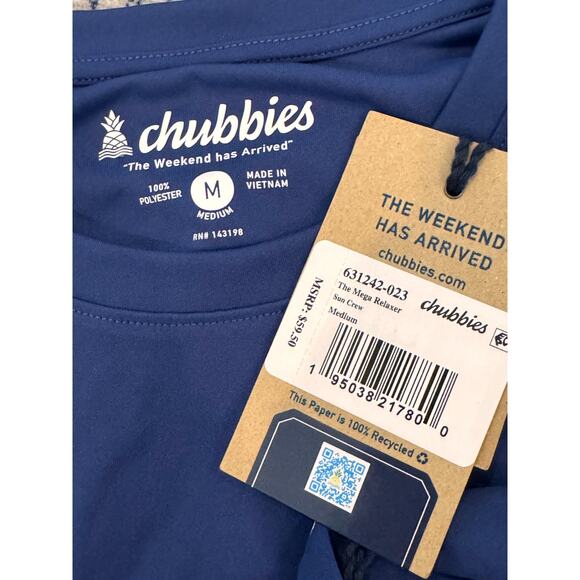 chubbies
"The Weekend has Arrived"
100%
POLYESTER
M
MEDIUM
MADE IN
VIETNAM
RN# 143198
THE WEEKEND
HAS ARRIVED
chubbies.com
631242-023
The Mega Relaxer
Sun Crew
Medium
chubbies
MSRP: $59.50
1 95038 21780 0
This Paper is 100% Recycled